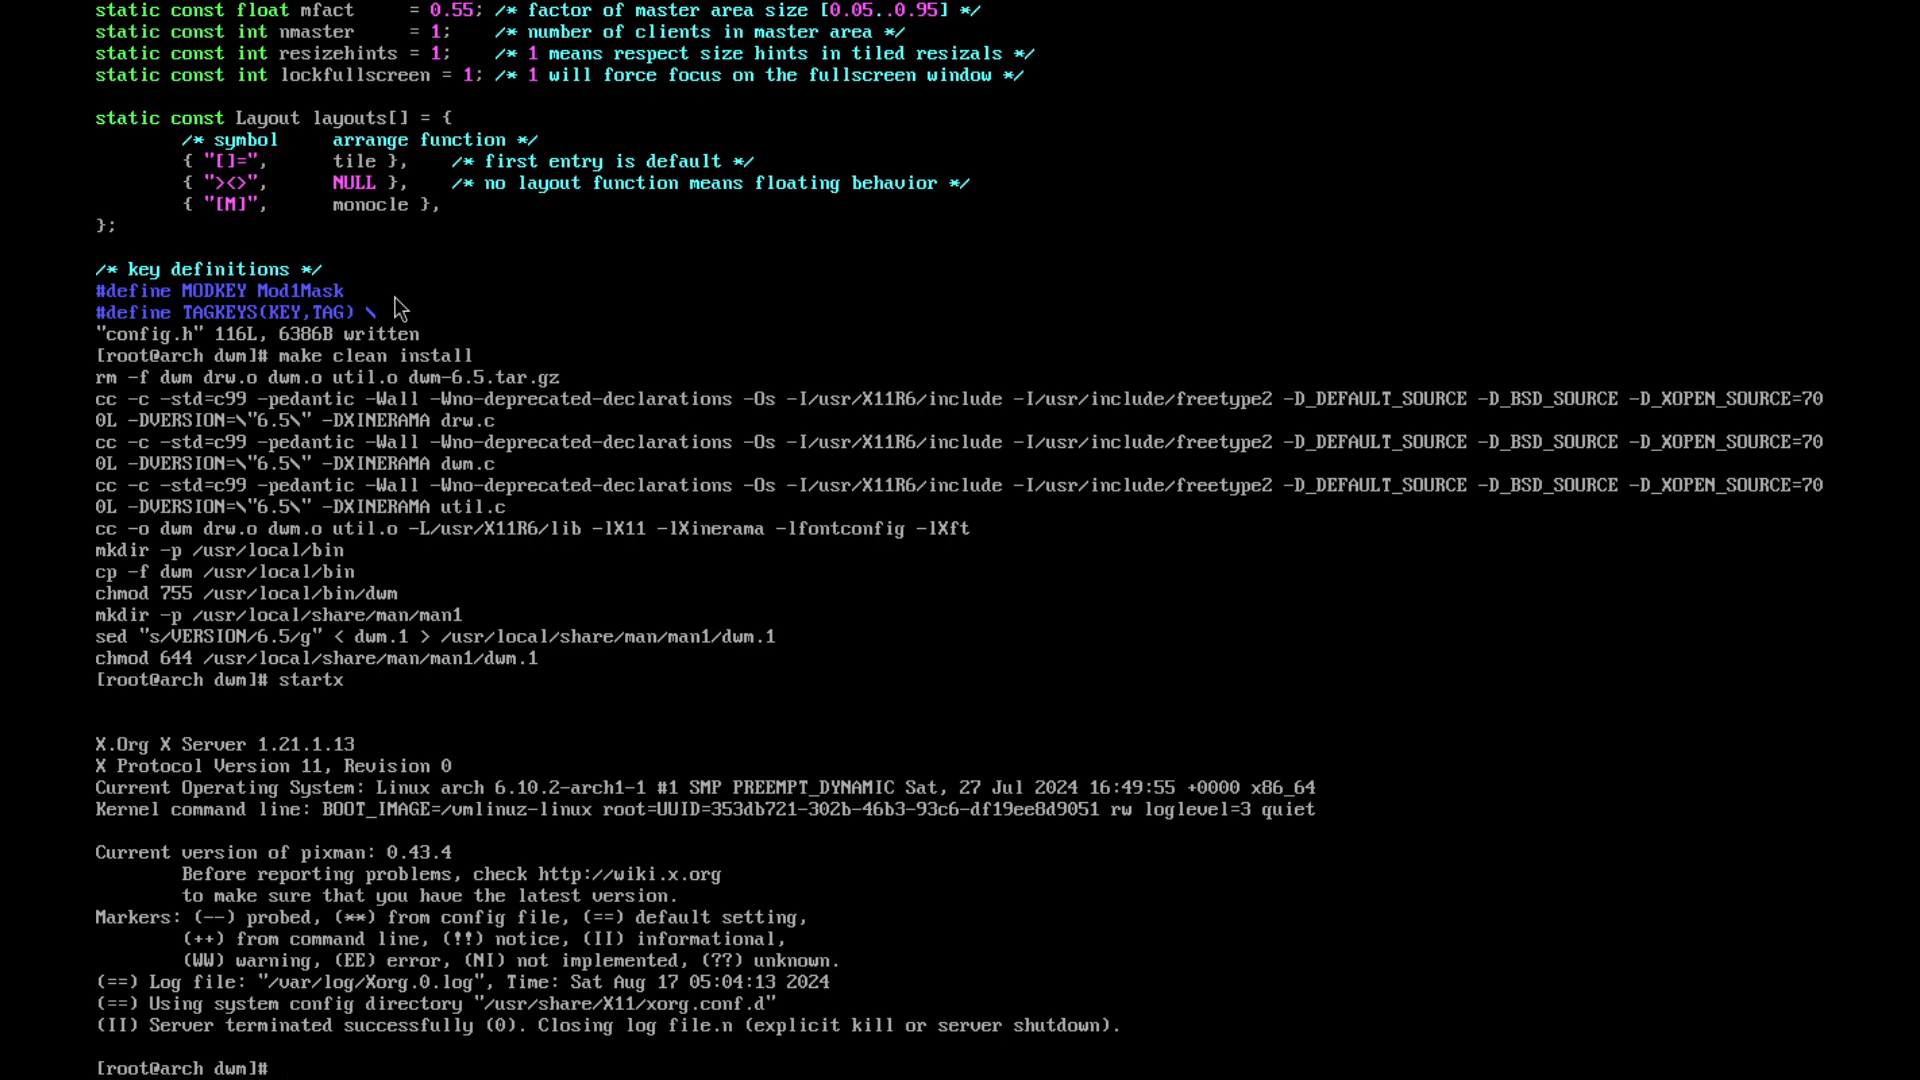 static const float mfact     = 0.55; /* factor of master area size [0.05..0.95] */
static const int nmaster     = 1;    /* number of clients in master area */
static const int resizehints = 1;    /* 1 means respect size hints in tiled resizals */
static const int lockfullscreen = 1; /* 1 will force focus on the fullscreen window */

static const Layout layouts[] = {
        /* symbol     arrange function */
        { "[]=",      tile },    /* first entry is default */
        { "><>",      NULL },    /* no layout function means floating behavior */
        { "[M]",      monocle },
};

/* key definitions */
#define MODKEY Mod1Mask
#define TAGKEYS(KEY,TAG) \
"config.h" 116L, 6386B written
[root@arch dwm]# make clean install
rm -f dwm drw.o dwm.o util.o dwm-6.5.tar.gz
cc -c -std=c99 -pedantic -Wall -Wno-deprecated-declarations -Os -I/usr/X11R6/include -I/usr/include/freetype2 -D_DEFAULT_SOURCE -D_BSD_SOURCE -D_XOPEN_SOURCE=70
0L -DVERSION=\"6.5\" -DXINERAMA drw.c
cc -c -std=c99 -pedantic -Wall -Wno-deprecated-declarations -Os -I/usr/X11R6/include -I/usr/include/freetype2 -D_DEFAULT_SOURCE -D_BSD_SOURCE -D_XOPEN_SOURCE=70
0L -DVERSION=\"6.5\" -DXINERAMA dwm.c
cc -c -std=c99 -pedantic -Wall -Wno-deprecated-declarations -Os -I/usr/X11R6/include -I/usr/include/freetype2 -D_DEFAULT_SOURCE -D_BSD_SOURCE -D_XOPEN_SOURCE=70
0L -DVERSION=\"6.5\" -DXINERAMA util.c
cc -o dwm drw.o dwm.o util.o -L/usr/X11R6/lib -lX11 -lXinerama -lfontconfig -lXft
mkdir -p /usr/local/bin
cp -f dwm /usr/local/bin
chmod 755 /usr/local/bin/dwm
mkdir -p /usr/local/share/man/man1
sed "s/VERSION/6.5/g" < dwm.1 > /usr/local/share/man/man1/dwm.1
chmod 644 /usr/local/share/man/man1/dwm.1
[root@arch dwm]# startx

X.Org X Server 1.21.1.13
X Protocol Version 11, Revision 0
Current Operating System: Linux arch 6.10.2-arch1-1 #1 SMP PREEMPT_DYNAMIC Sat, 27 Jul 2024 16:49:55 +0000 x86_64
Kernel command line: BOOT_IMAGE=/vmlinuz-linux root=UUID=353db721-302b-46b3-93c6-df19ee8d9051 rw loglevel=3 quiet

Current version of pixman: 0.43.4
        Before reporting problems, check http://wiki.x.org
        to make sure that you have the latest version.
Markers: (--) probed, (**) from config file, (==) default setting,
        (++) from command line, (!!) notice, (II) informational,
        (WW) warning, (EE) error, (NI) not implemented, (??) unknown.
(==) Log file: "/var/log/Xorg.0.log", Time: Sat Aug 17 05:04:13 2024
(==) Using system config directory "/usr/share/X11/xorg.conf.d"
(II) Server terminated successfully (0). Closing log file.n (explicit kill or server shutdown).

[root@arch dwm]#